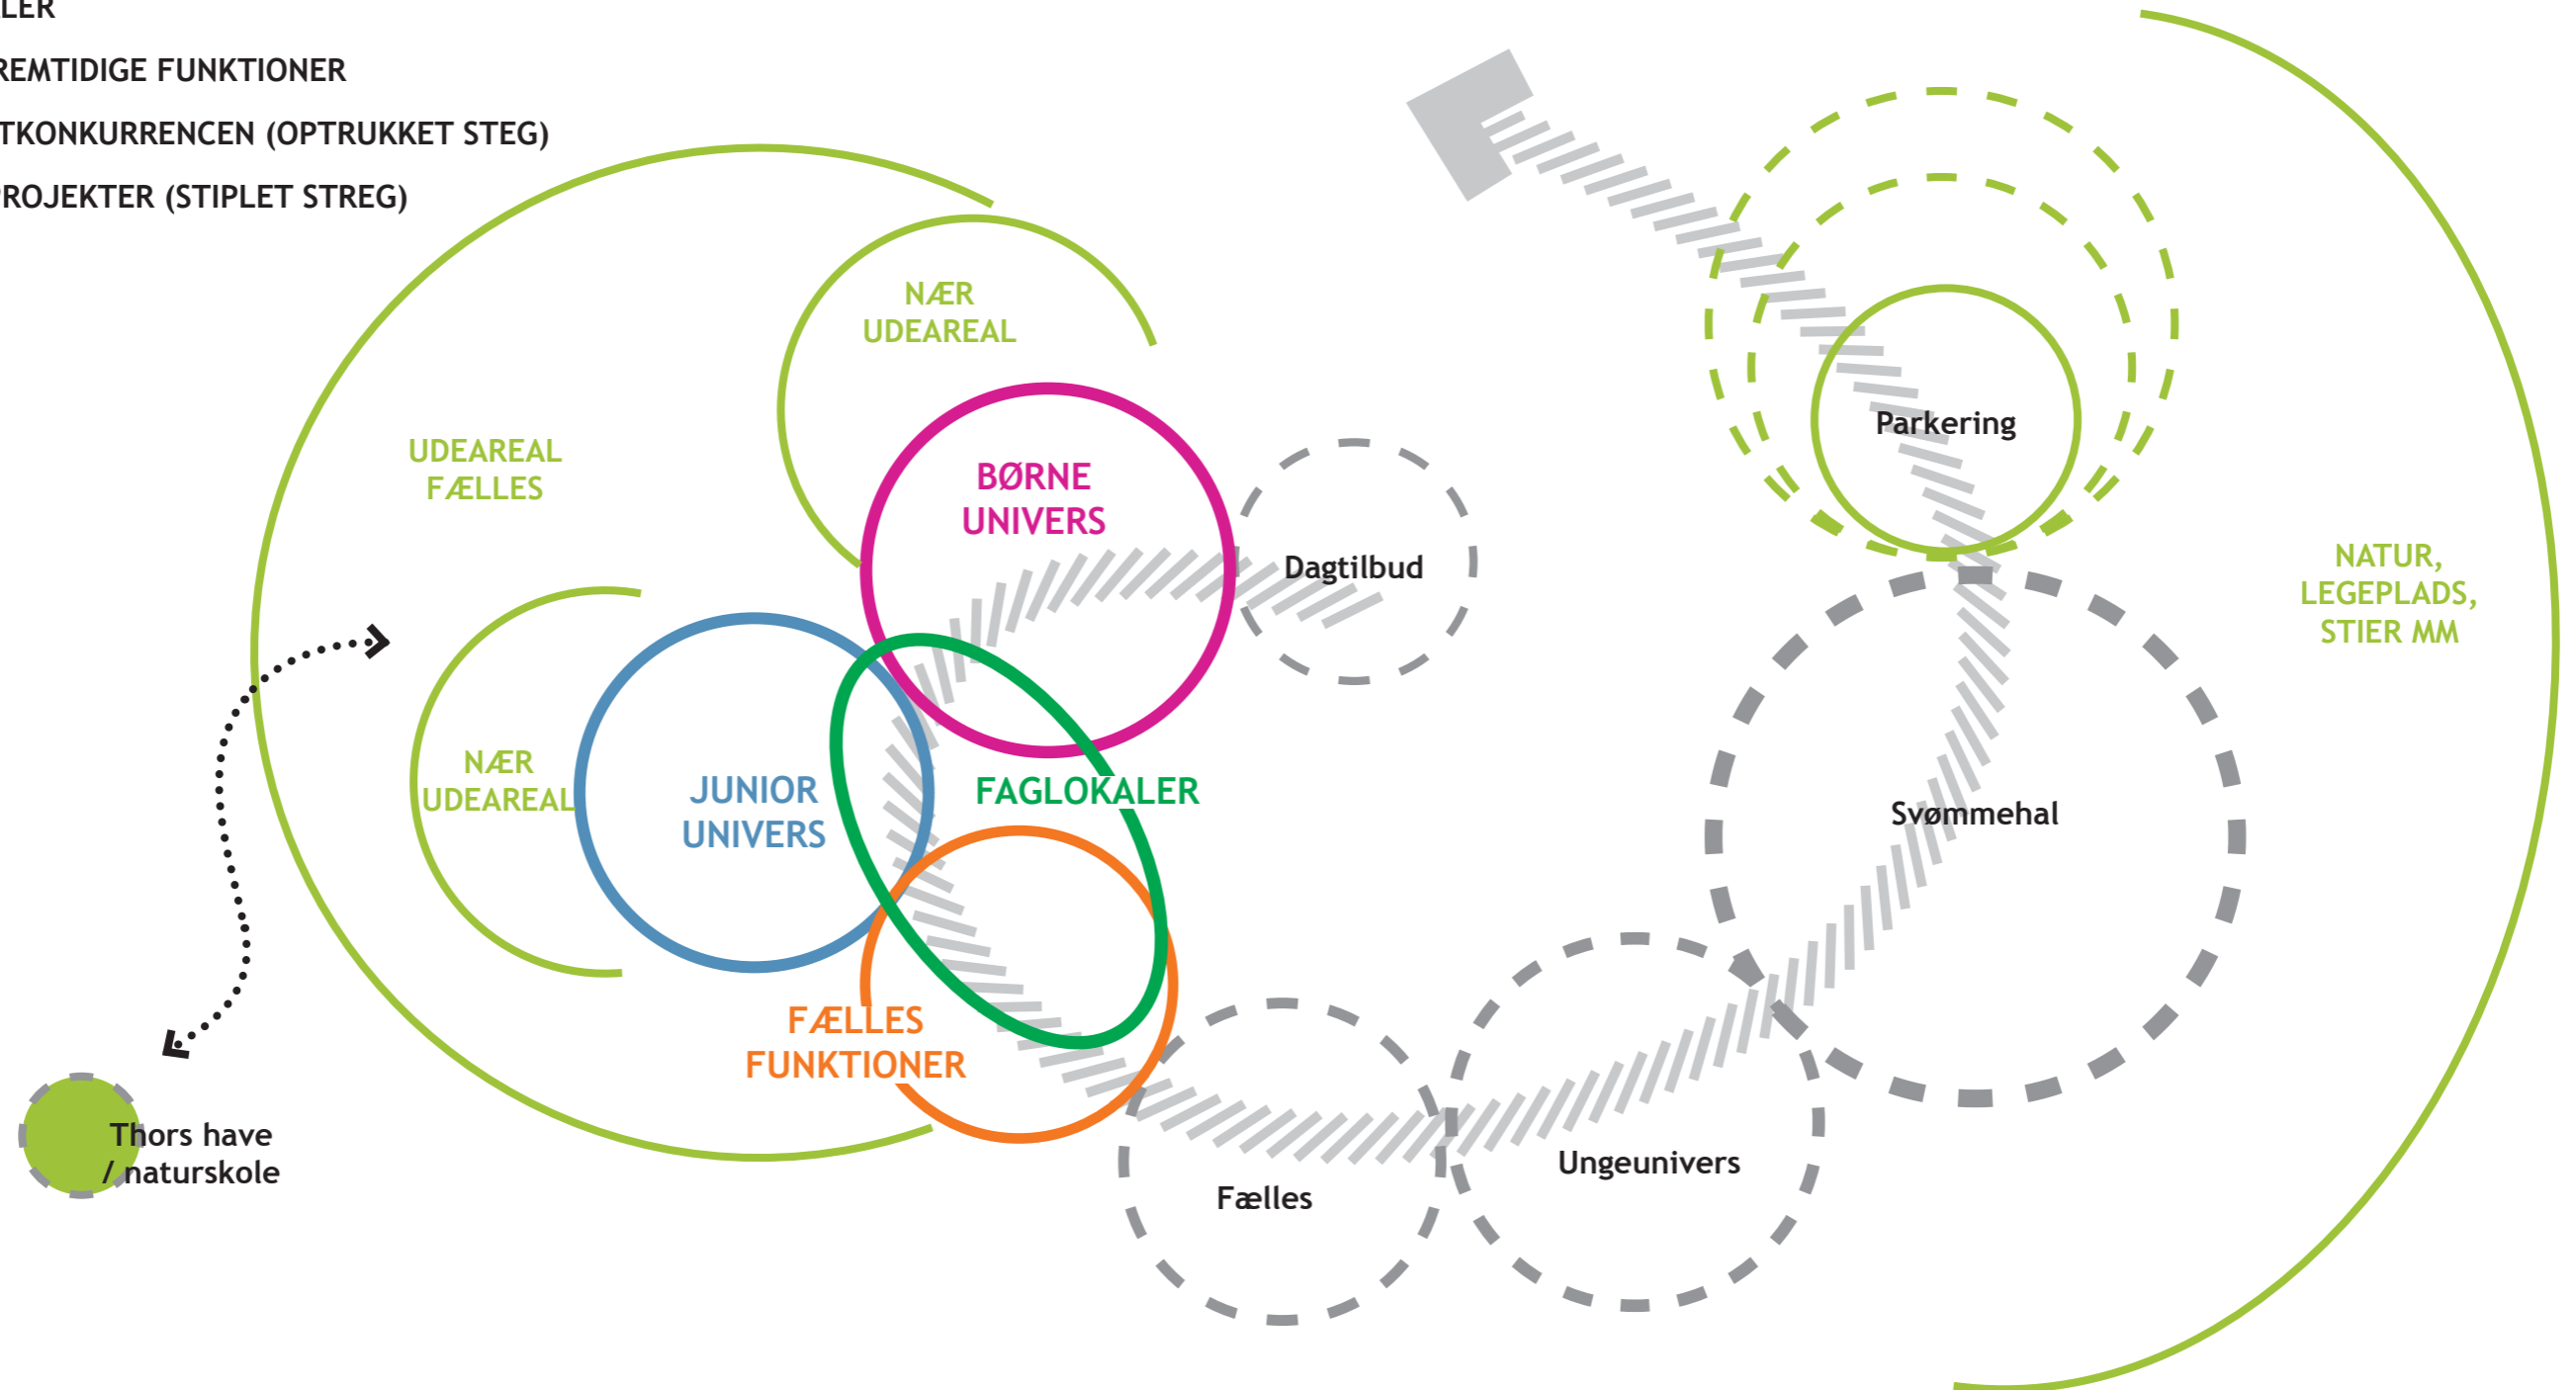 LER
REMTIDIGE FUNKTIONER
TKONKURRENCEN (OPTRUKKET STEG)
PROJEKTER (STIPLET STREG)
NÆR
UDEAREAL
UDEAREAL
FÆLLES
BØRNE
UNIVERS
Dagtilbud
Parkering
NATUR,
LEGEPLADS,
STIER MM
NÆR
UDEAREAL
JUNIOR
UNIVERS
FAGLOKALER
Svømmehal
FÆLLES
FUNKTIONER
Thors have
/ naturskole
Fælles
Ungeunivers